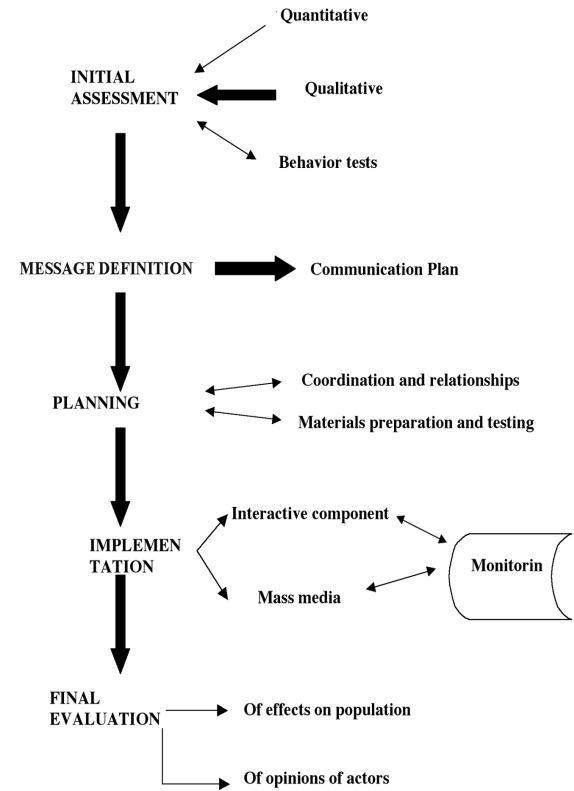 Quantitative
INITIAL
ASSESSMENT
Qualitative
Behavior tests
MESSAGE DEFINITION
Communication Plan
Coordination and relationships
PLANNING
Materials preparation and testing
Interactive component
IMPLEMEN
TATION
Monitorin
Mass media
FINAL
EVALUATION
Of effects on population
Of opinions of actors